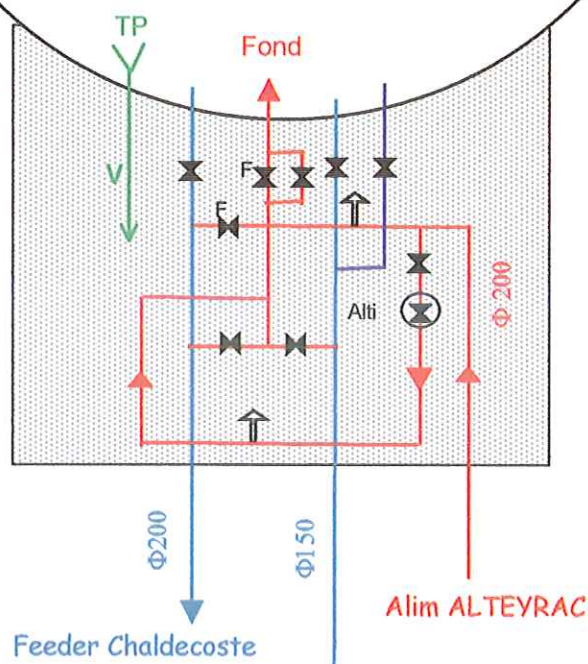 TP
Fond
V
F
F
Alti
Φ 200
Φ200
Φ150
Alim ALTEYRAC
Feeder Chaldecoste